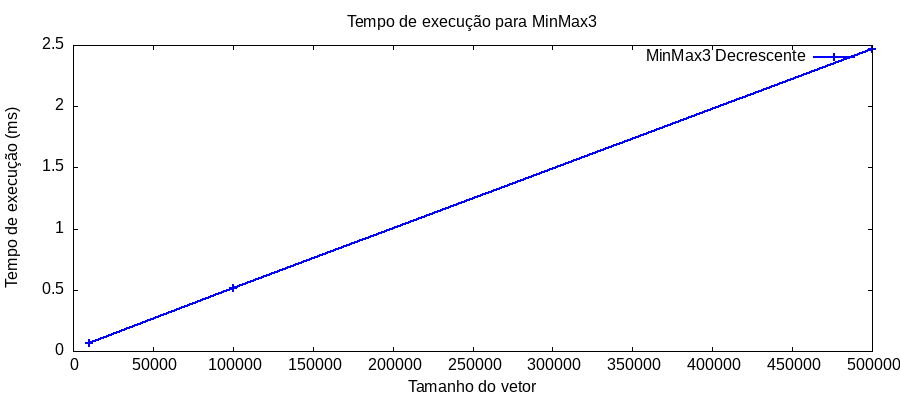 Tempo de execução para MinMax3
MinMax3 Decrescente
Tempo de execução (ms)
2.5
2
1.5
1
0.5
0
0 50000 100000 150000 200000 250000 300000 350000 400000 450000 500000
Tamanho do vetor